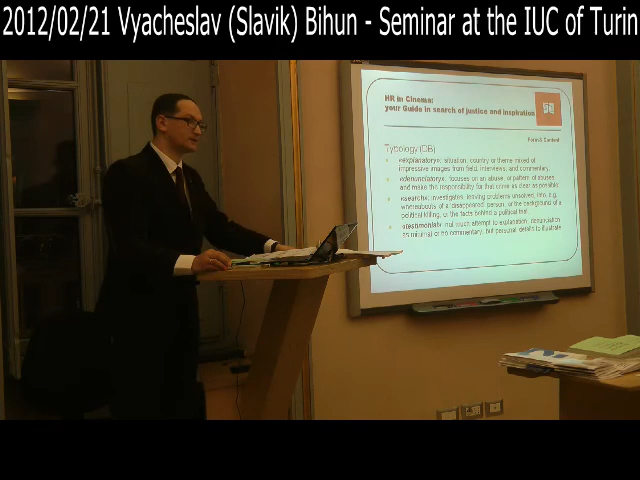 2012/02/21 Vyacheslav (Slavik) Bihun - Seminar at the IUC of Turin
HR in Cinema:
your Guide in search of justice and inspiration
Form & Content
Typology (DB)
«explanatory»: situation, country or theme mixed of
impressive images from field, interviews, and commentary.
«denunciatory»: focuses on an abuse, or pattern of abuses
and make the responsibility for that crime as clear as possible
«search»: investigates, leaving problems unsolved, into, e.g.
whereabouts of a disappeared person, or the background of a
political killing, or the facts behind a political trial
«testimonial»: not much attempt to explanation, denunciation
as minimal or no commentary, but personal details to illustrate